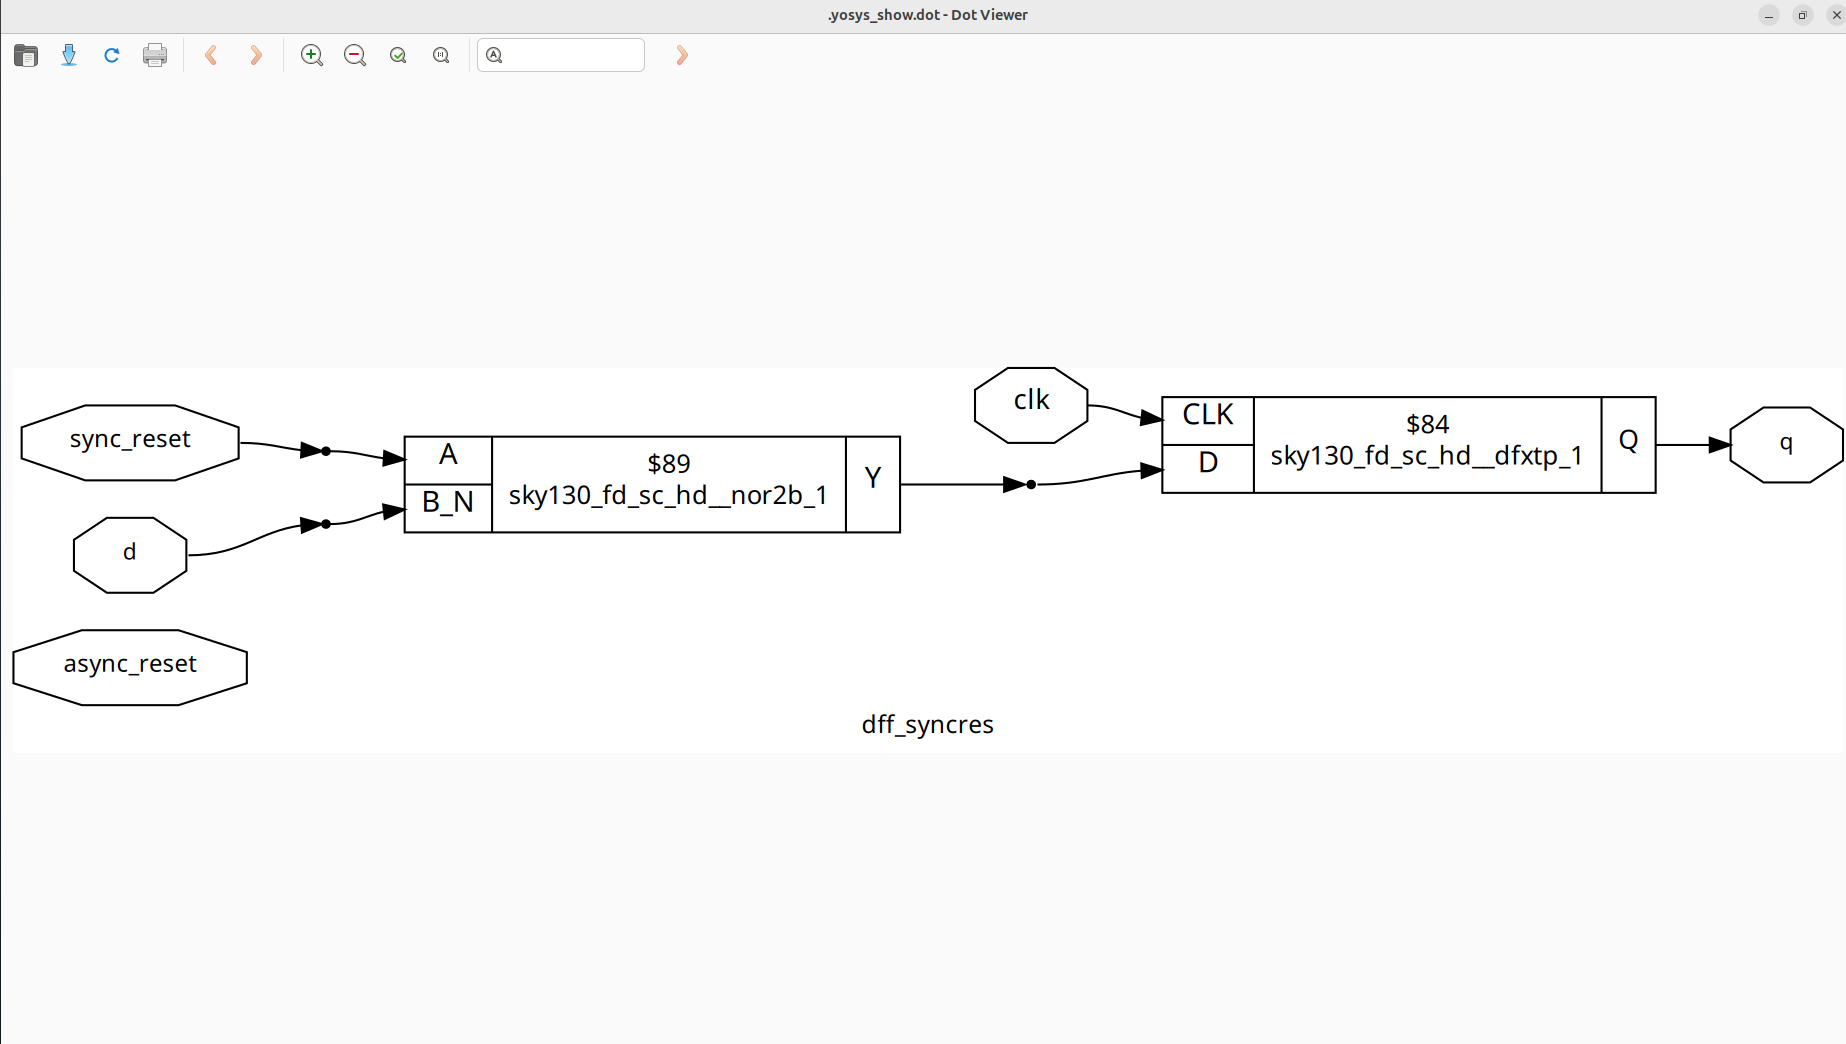 .yosys_show.dot - Dot Viewer
sync_reset
d
async_reset
A
B_N
$89
sky130_fd_sc_hd__nor2b_1
Y
clk
CLK
D
$84
sky130_fd_sc_hd__dfxtp_1
Q
q
dff_syncres